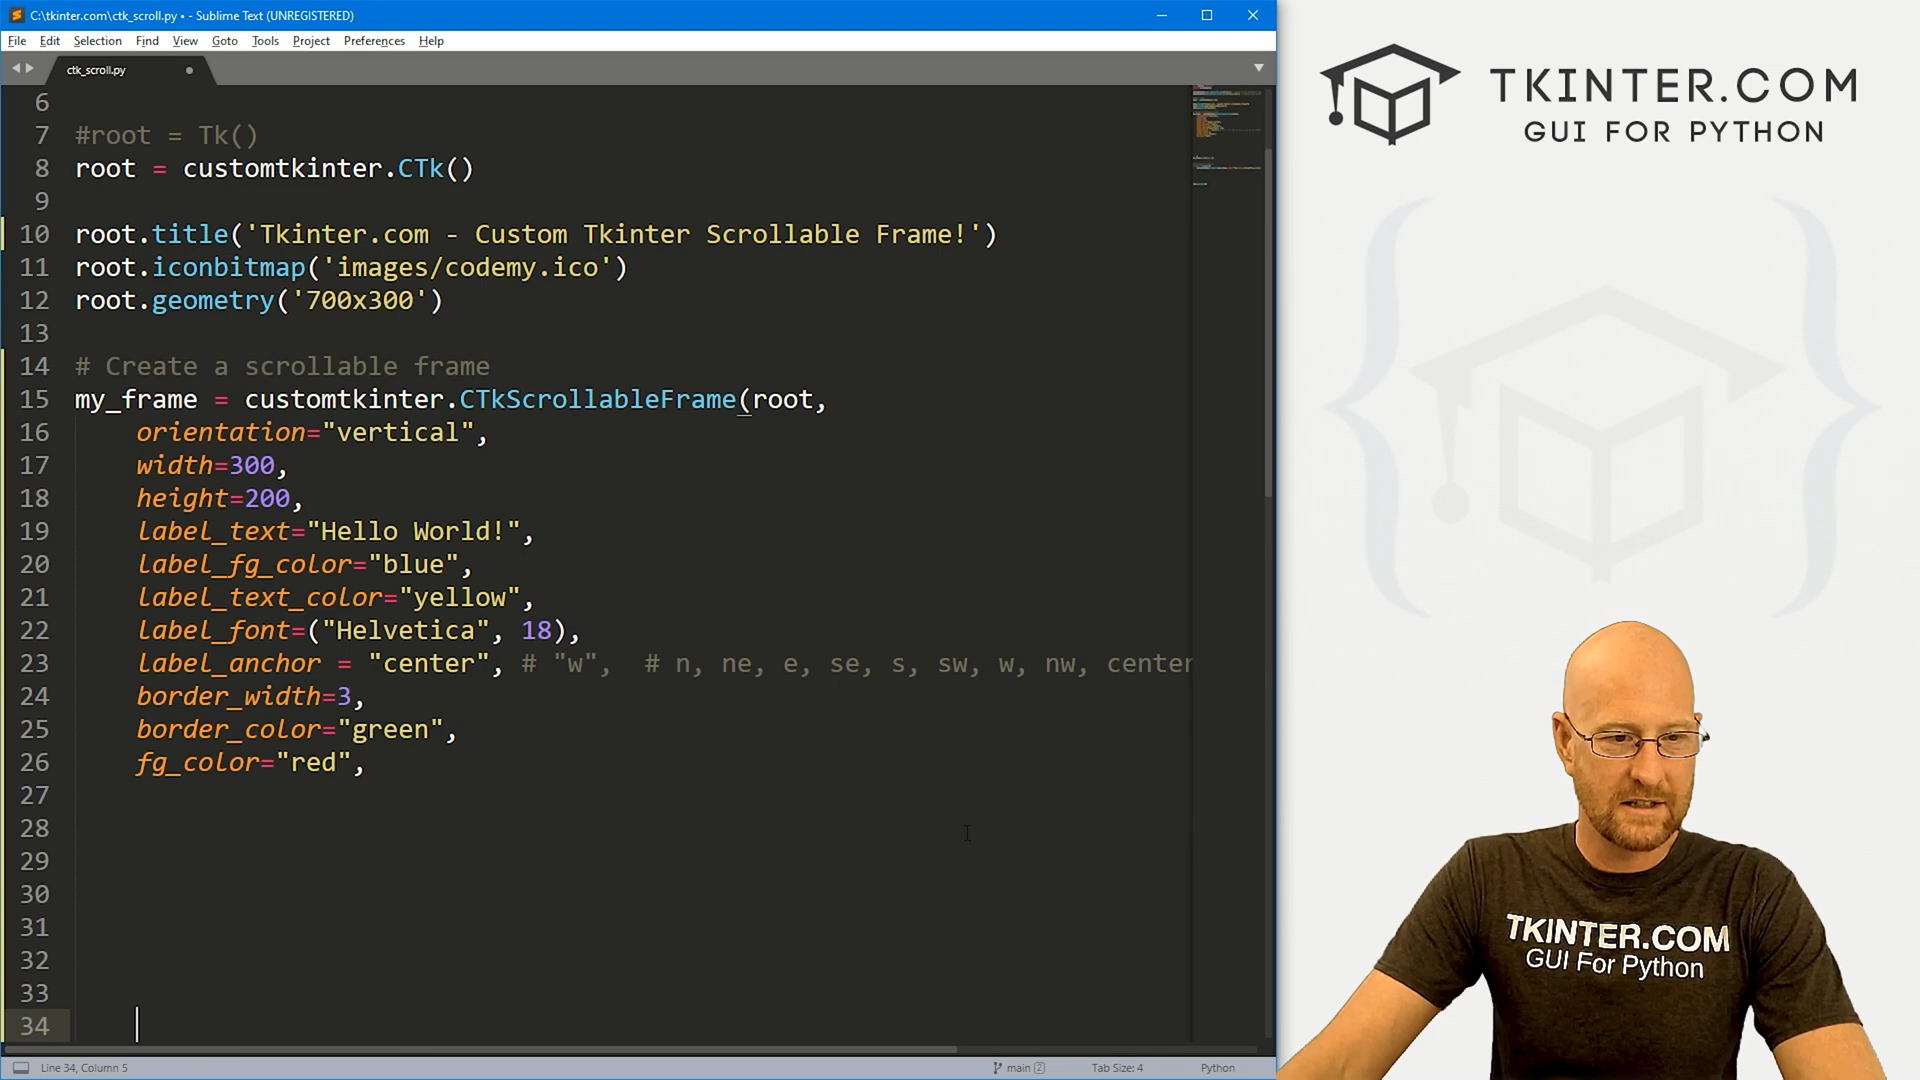 C:\tkinter.com\ctk_scroll.py • - Sublime Text (UNREGISTERED)
File Edit Selection Find View Goto Tools Project Preferences Help
ctk_scroll.py
6
7 #root = Tk()
8 root = customtkinter.CTk()
9
10 root.title('Tkinter.com - Custom Tkinter Scrollable Frame!')
11 root.iconbitmap('images/codemy.ico')
12 root.geometry('700x300')
13
14 # Create a scrollable frame
15 my_frame = customtkinter.CTkScrollableFrame(root,
16 orientation="vertical",
17 width=300,
18 height=200,
19 label_text="Hello World!",
20 label_fg_color="blue",
21 label_text_color="yellow",
22 label_font=("Helvetica", 18),
23 label_anchor = "center", # "w",  # n, ne, e, se, s, sw, w, nw, center
24 border_width=3,
25 border_color="green",
26 fg_color="red",
27
28
29
30
31
32
33
34
Line 34, Column 5
main 2
Tab Size: 4
Python
TKINTER.COM
GUI FOR PYTHON
TKINTER.COM
GUI For Python